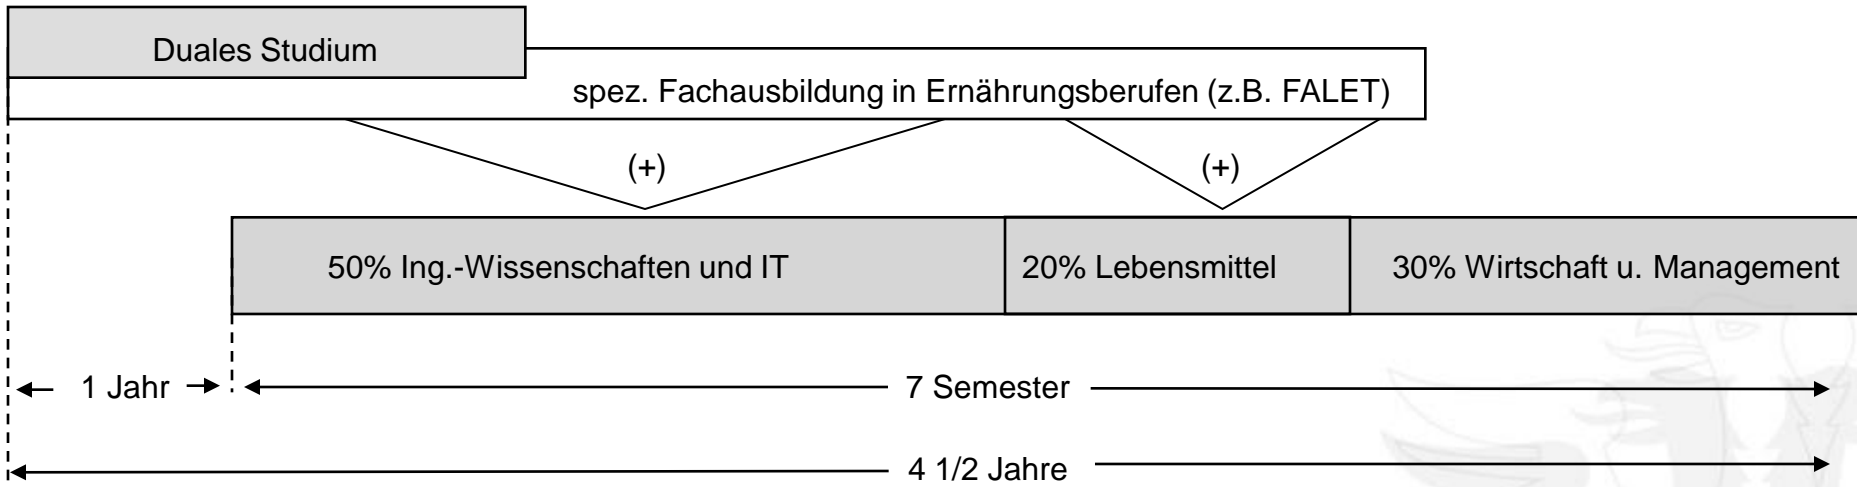 Duales Studium
spez. Fachausbildung in Ernährungsberufen (z.B. FALET)
(+)
(+)
50% Ing.-Wissenschaften und IT
20% Lebensmittel
30% Wirtschaft u. Management
1 Jahr
7 Semester
4 1/2 Jahre